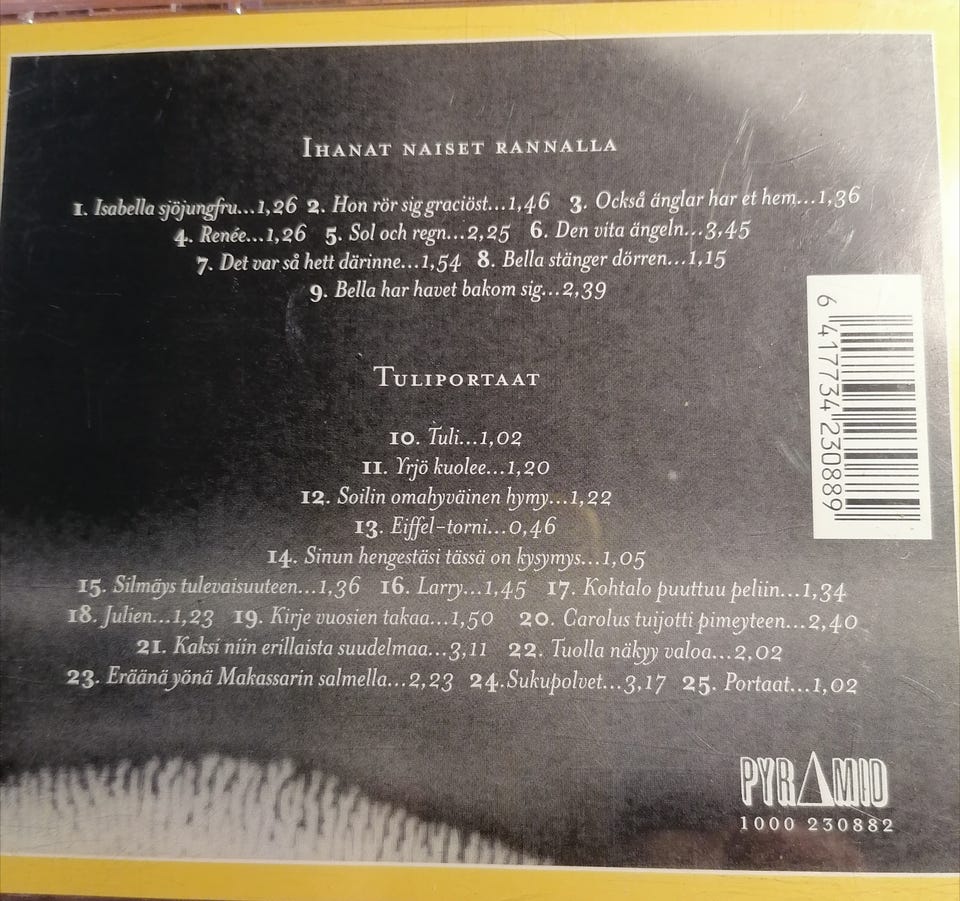 IHANAT NAISET RANNALLA
1. Isabella sjöjungfru...1,26 2. Hon rör sig graciöst...1,46 3. Också änglar har et hem...1,36
4. Renée...1,26 5. Sol och regn...2,25 6. Den vita ängeln...3,45
7. Det var så hett därinne...1,54 8. Bella stänger dörren...1,15
9. Bella har havet bakom sig...2,39
TULIPORTAAT
10. Tuli...1,02
11. Yrjö kuolee...1,20
12. Soilin omahyväinen hymy...1,22
13. Eiffel-torni...0,46
14. Sinun hengestäsi tässä on kysymys...1,05
15. Silmäys tulevaisuuteen...1,36 16. Larry...1,45 17. Kohtalo puuttuu peliin...1,34
18. Julien...1,23 19. Kirje vuosien takaa...1,50 20. Carolus tuijotti pimeyteen...2,40
21. Kaksi niin erillaista suudelmaa...3,11 22. Tuolla näkyy valoa...2,02
23. Eräänä yönä Makassarin salmella...2,23 24. Sukupolvet...3,17 25. Portaat...1,02
6 417734 230889
PYRAMID
1000 230882